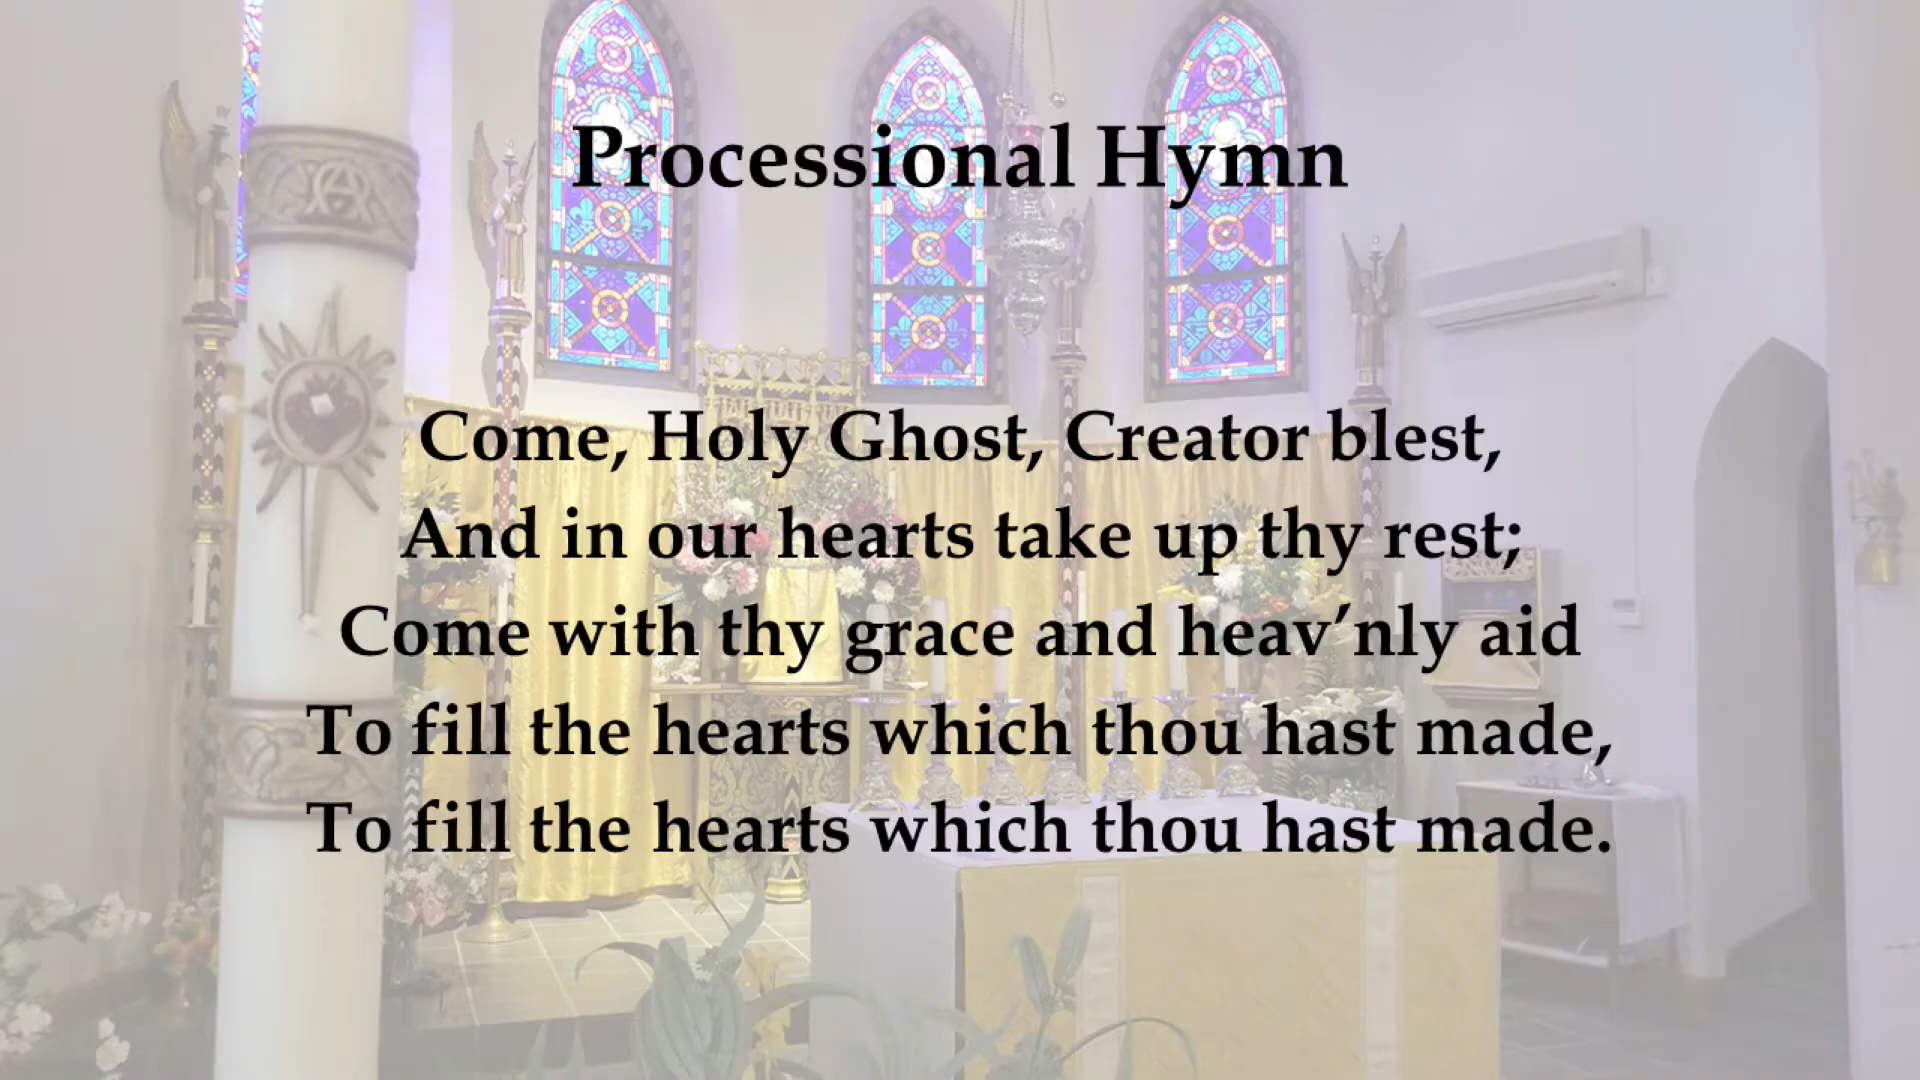 Processional Hymn
Come, Holy Ghost, Creator blest,
And in our hearts take up thy rest;
Come with thy grace and heav’nly aid
To fill the hearts which thou hast made,
To fill the hearts which thou hast made.